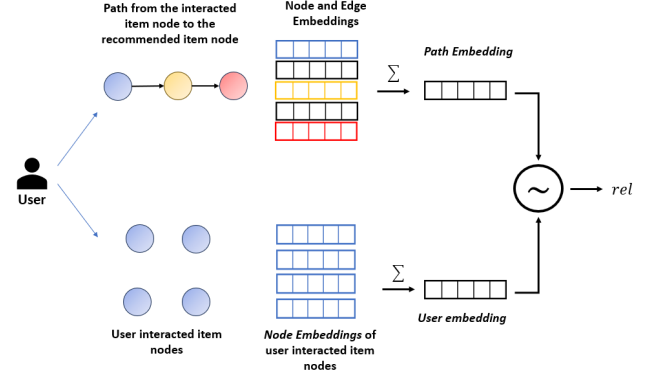 Path from the interacted
item node to the
recommended item node
Node and Edge
Embeddings
∑
Path Embedding
User
~
rel
∑
User interacted item
nodes
Node Embeddings of
user interacted item
nodes
User embedding